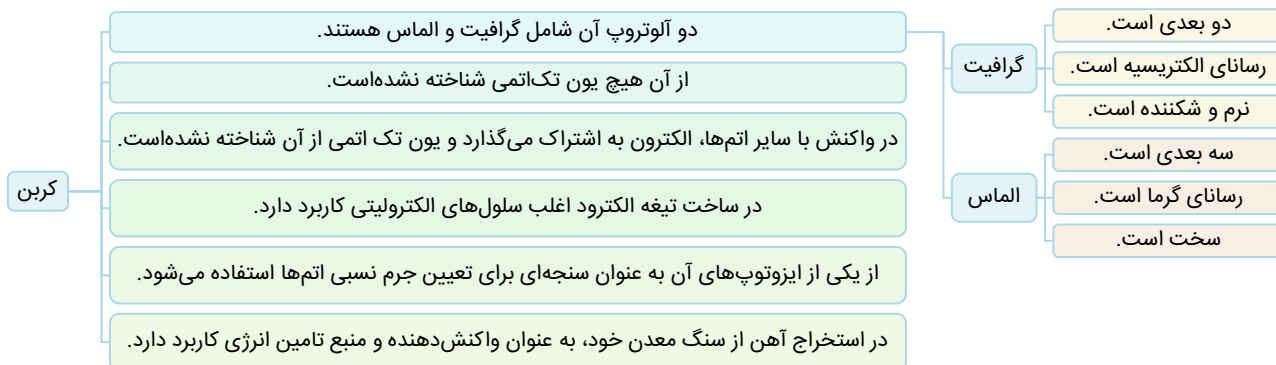 کربن
دو آلوتروپ آن شامل گرافیت و الماس هستند.
از آن هیچ یون تک‌اتمی شناخته نشده‌است.
در واکنش با سایر اتم‌ها، الکترون به اشتراک می‌گذارد و یون تک اتمی از آن شناخته نشده‌است.
در ساخت تیغه الکترود اغلب سلول‌های الکترولیتی کاربرد دارد.
از یکی از ایزوتوپ‌های آن به عنوان سنجه‌ای برای تعیین جرم نسبی اتم‌ها استفاده می‌شود.
در استخراج آهن از سنگ معدن خود، به عنوان واکنش‌دهنده و منبع تامین انرژی کاربرد دارد.
گرافیت
دو بعدی است.
رسانای الکتریسیه است.
نرم و شکننده است.
الماس
سه بعدی است.
رسانای گرما است.
سخت است.